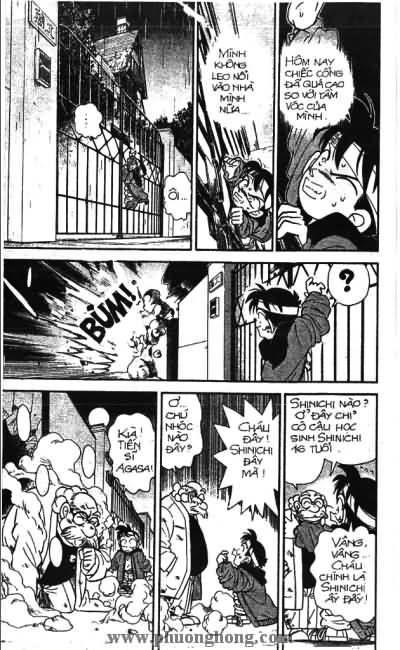 HÔM NAY
CHIẾC CỔNG
ĐÃ QUÁ CAO
SO VỚI TẦM
VÓC CỦA
MÌNH.
MÌNH
KHÔNG
LEO NỔI
VÀO NHÀ
MÌNH
NỮA...
...
ÔI...
?
BÙM!
SHINICHI NÀO?
Ở ĐÂY CHỈ
CÓ CẬU HỌC
SINH SHINICHI
16 TUỔI.
VÂNG,
VÂNG...
CHÁU
CHÍNH LÀ
SHINICHI
ẤY ĐÂY!
CHÁU
ĐÂY!
SHINICHI
ĐÂY
MÀ!
Ơ...
CHÚ
NHÓC
NÀO ĐÂY?
KÌA!
TIẾN
SĨ
AGASA!
www.phuonghong.com